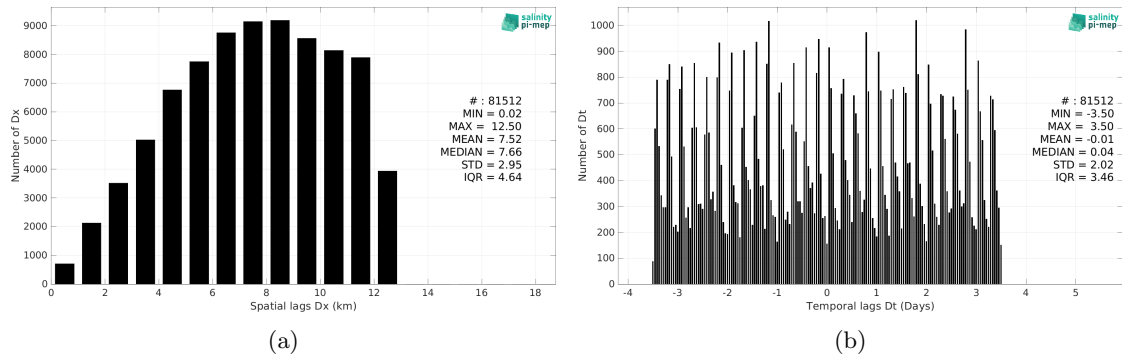 9000
8000
7000
6000
5000
4000
3000
2000
1000
0
Number of Dx
0 2 4 6 8 10 12 14 16 18
Spatial lags Dx (km)
salinity
pi-mep
# : 81512
MIN = 0.02
MAX = 12.50
MEAN = 7.52
MEDIAN = 7.66
STD = 2.95
IQR = 4.64
(a)
1000
900
800
700
600
500
400
300
200
100
0
Number of Dt
-4 -3 -2 -1 0 1 2 3 4 5
Temporal lags Dt (Days)
salinity
pi-mep
# : 81512
MIN = -3.50
MAX = 3.50
MEAN = -0.01
MEDIAN = 0.04
STD = 2.02
IQR = 3.46
(b)